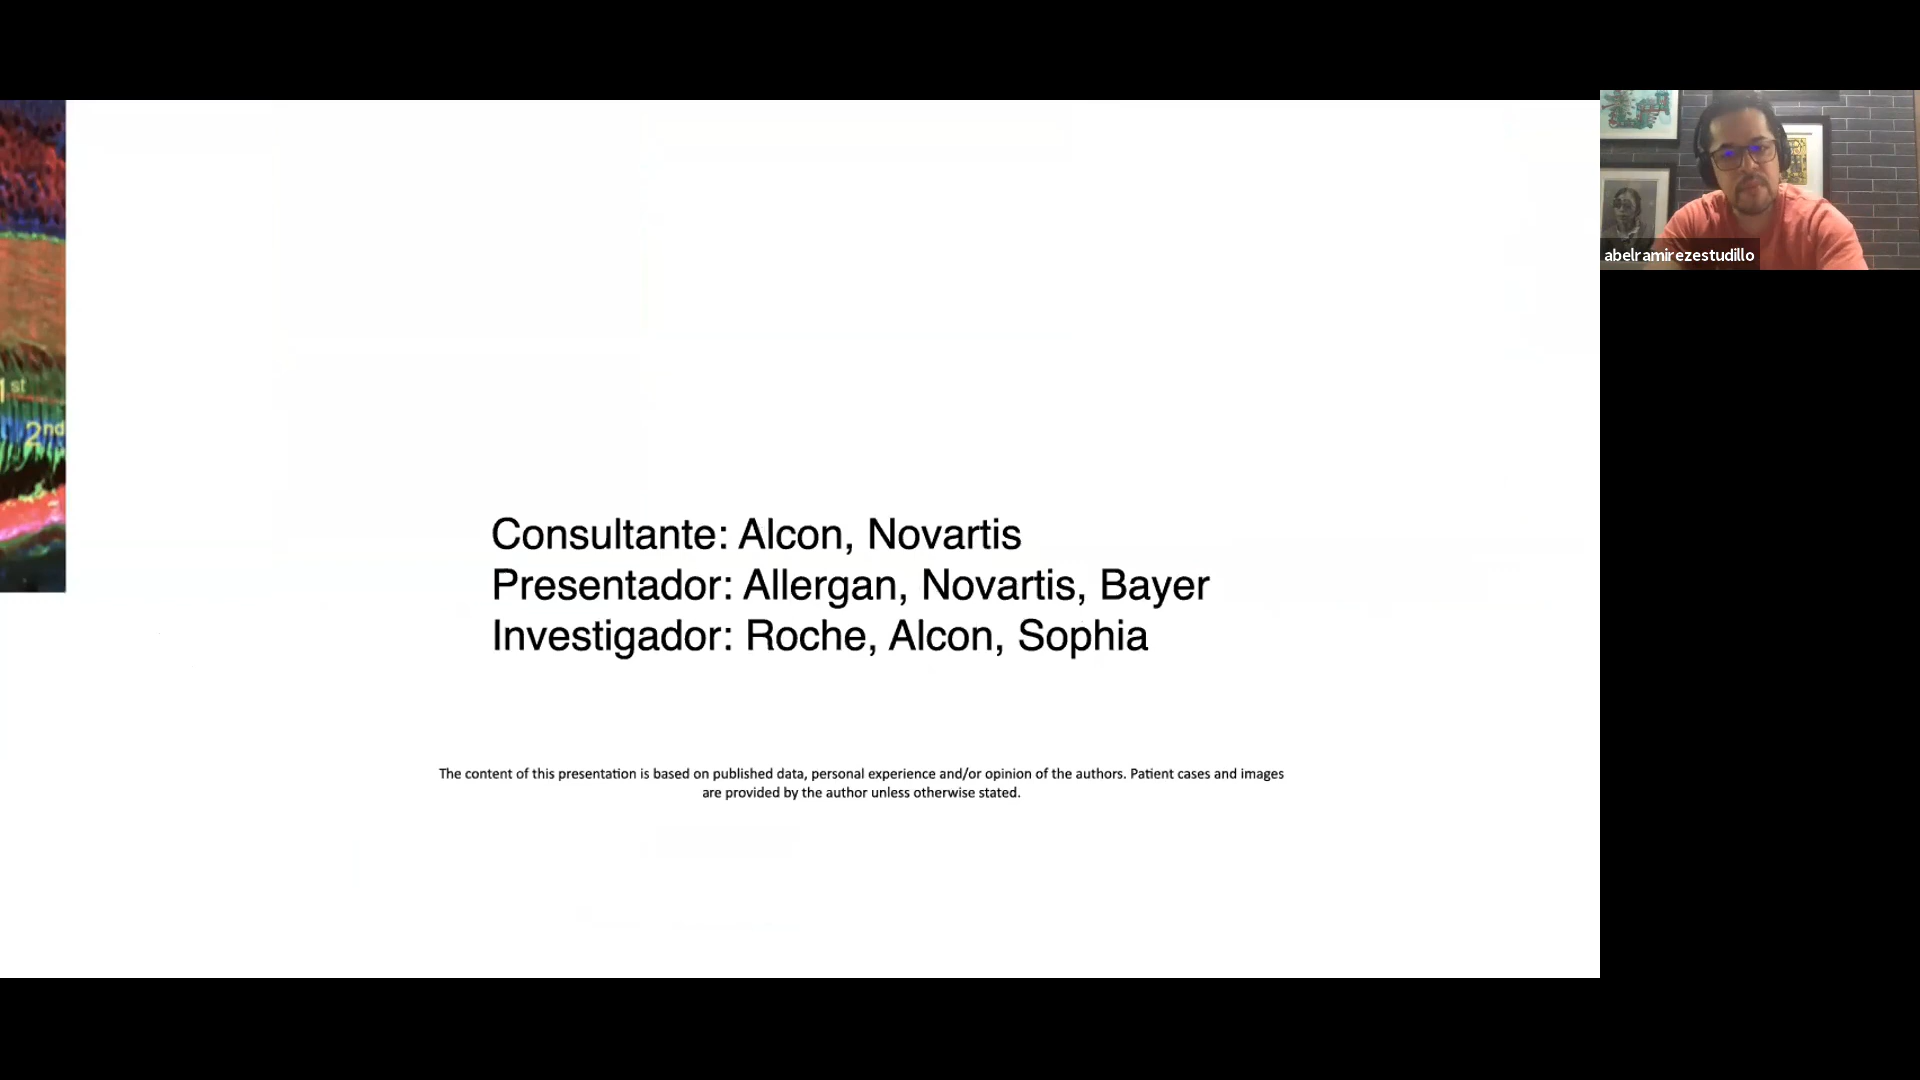 1st
2nd
Consultante: Alcon, Novartis
Presentador: Allergan, Novartis, Bayer
Investigador: Roche, Alcon, Sophia
The content of this presentation is based on published data, personal experience and/or opinion of the authors. Patient cases and images
are provided by the author unless otherwise stated.
abelramirezestudillo